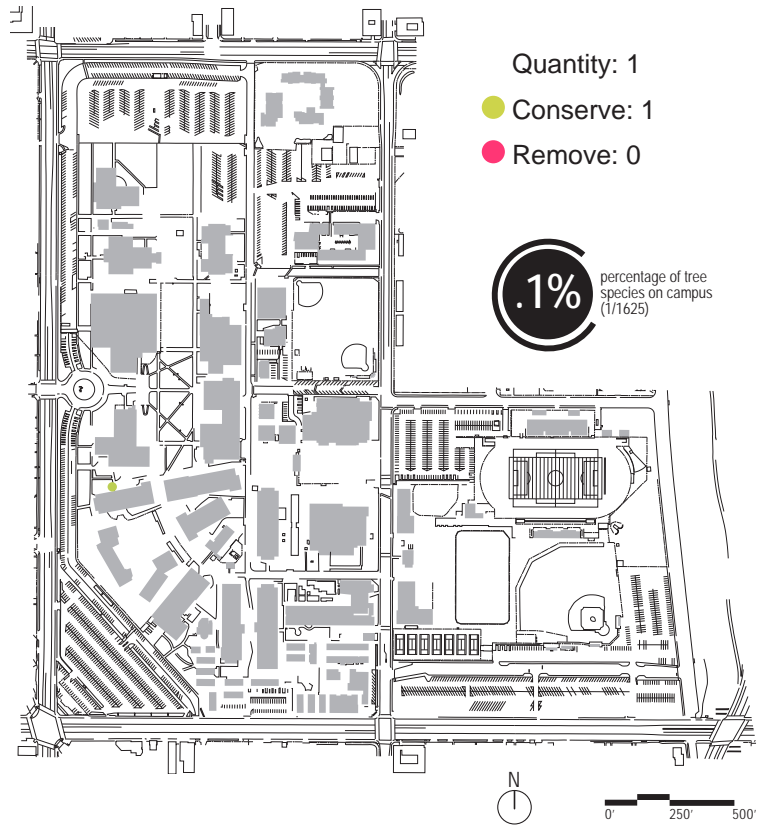 Quantity: 1
Conserve: 1
Remove: 0
.1%
percentage of tree
species on campus
(1/1625)
N
0' 250' 500'